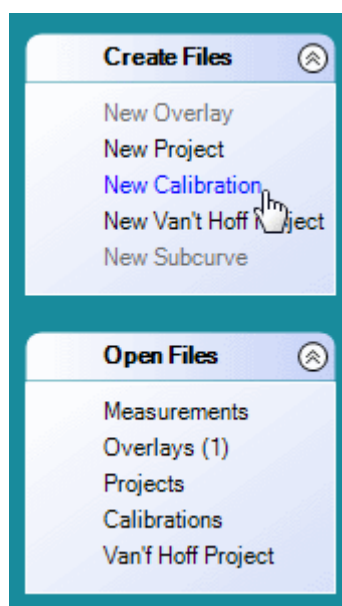 Create Files
New Overlay
New Project
New Calibration
New Van't Hoff ject
New Subcurve
Open Files
Measurements
Overlays (1)
Projects
Calibrations
Van'f Hoff Project